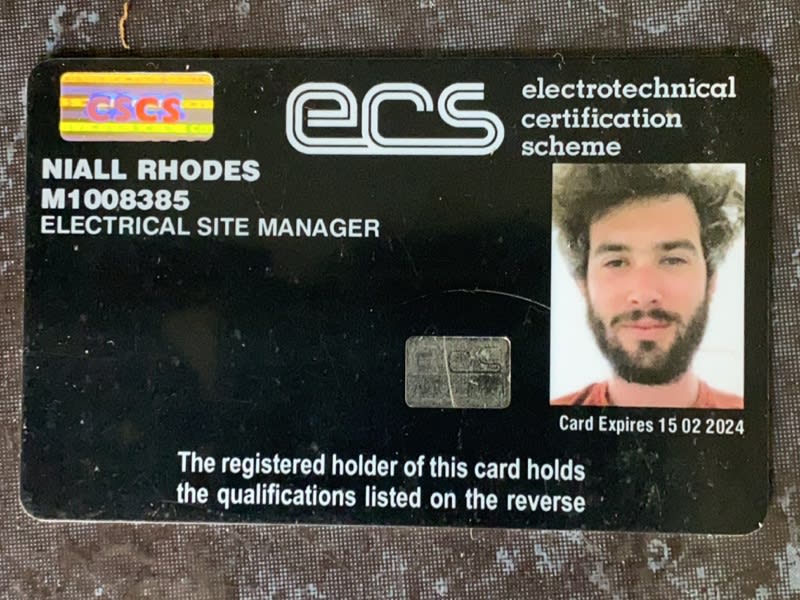 CSCS
ecs
electrotechnical
certification
scheme
NIALL RHODES
M1008385
ELECTRICAL SITE MANAGER
ecs
Card Expires 15 02 2024
The registered holder of this card holds
the qualifications listed on the reverse